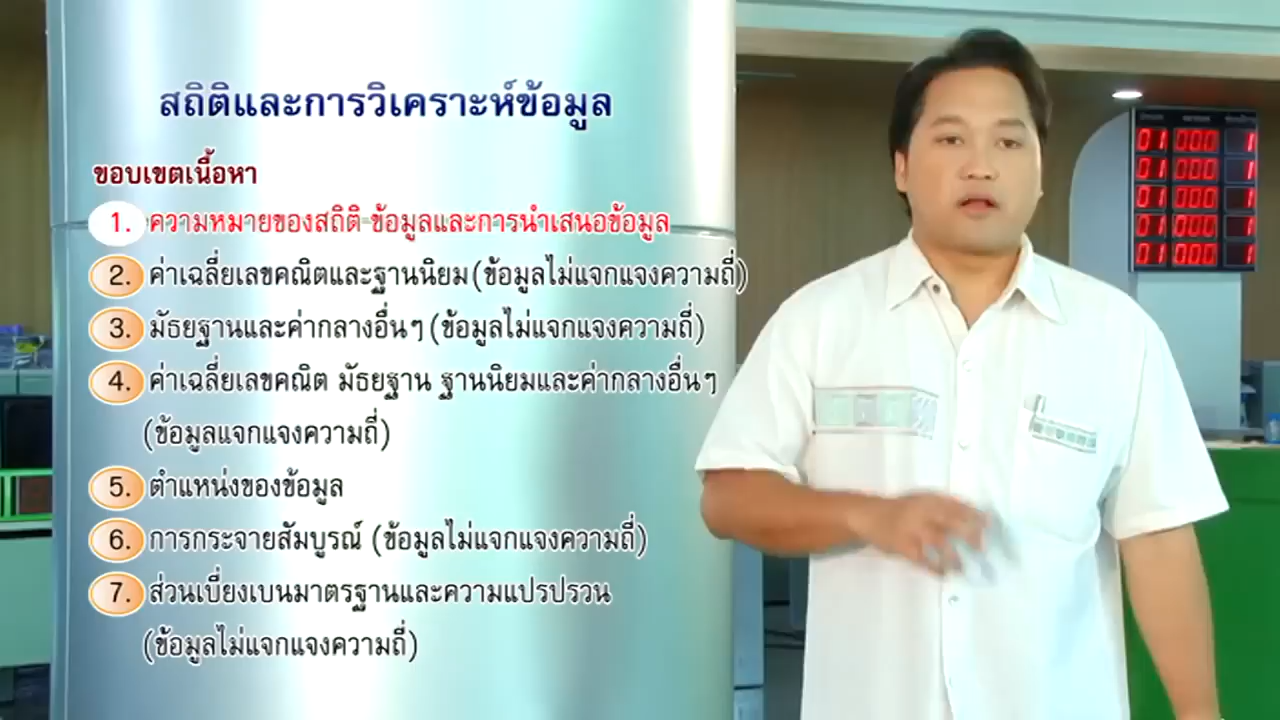 สถิติและการวิเคราะห์ข้อมูล
ขอบเขตเนื้อหา
1. ความหมายของสถิติ ข้อมูลและการนำเสนอข้อมูล
2. ค่าเฉลี่ยเลขคณิตและฐานนิยม(ข้อมูลไม่แจกแจงความถี่)
3. มัธยฐานและค่ากลางอื่นๆ(ข้อมูลไม่แจกแจงความถี่)
4. ค่าเฉลี่ยเลขคณิต มัธยฐาน ฐานนิยมและค่ากลางอื่นๆ
(ข้อมูลแจกแจงความถี่)
5. ตำแหน่งของข้อมูล
6. การกระจายสัมบูรณ์ (ข้อมูลไม่แจกแจงความถี่)
7. ส่วนเบี่ยงเบนมาตรฐานและความแปรปรวน
(ข้อมูลไม่แจกแจงความถี่)
01 000 1
01 000 1
01 000 1
01 000 1
01 000 1